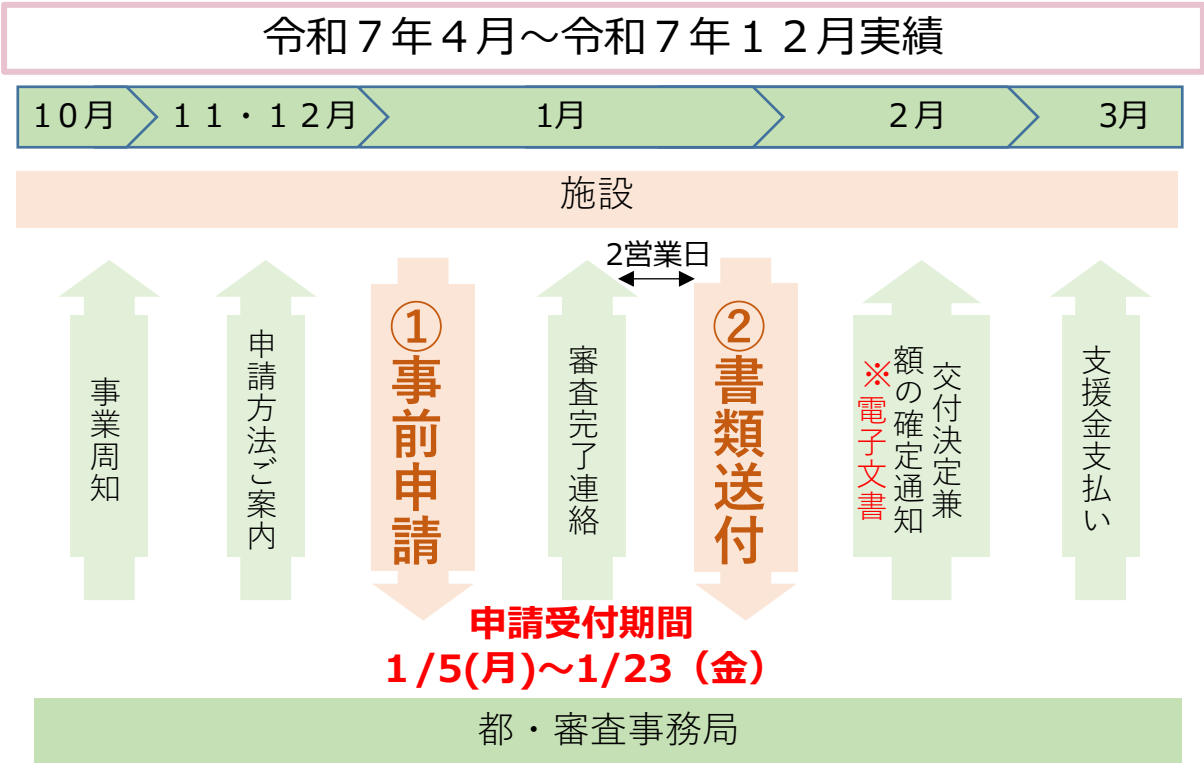 令和７年４月～令和７年１２月実績
10月
１１・１２月
1月
２月
3月
施設
2営業日
事業周知
申請方法ご案内
①事前申請
審査完了連絡
②書類送付
交付決定兼
額の確定通知
※電子文書
支援金支払い
申請受付期間
１/5(月)～1/23（金）
都・審査事務局